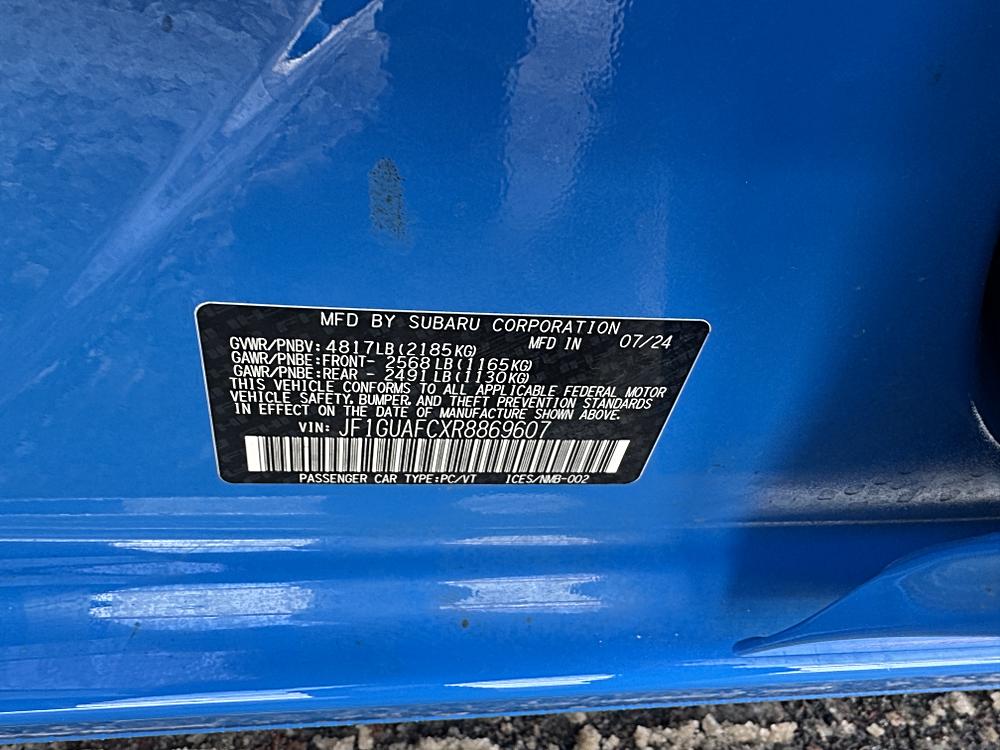 MFD BY SUBARU CORPORATION
GVWR/PNBV: 4817LB(2185KG) MFD IN 07/24
GAWR/PNBE:FRONT- 2568LB(1165KG)
GAWR/PNBE:REAR - 2491LB(1130KG)
THIS VEHICLE CONFORMS TO ALL APPLICABLE FEDERAL MOTOR
VEHICLE SAFETY, BUMPER, AND THEFT PREVENTION STANDARDS
IN EFFECT ON THE DATE OF MANUFACTURE SHOWN ABOVE.
VIN: JF1GUAFCXR8869607
PASSENGER CAR TYPE:PC/VT ICES/NMB-002